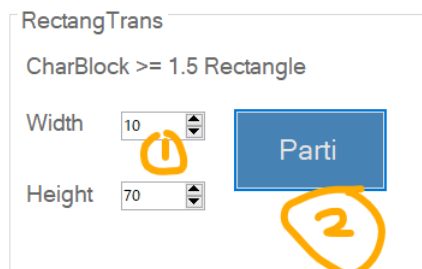 RectangTrans
CharBlock >= 1.5 Rectangle
Width 10
1
Parti
Height 70
2